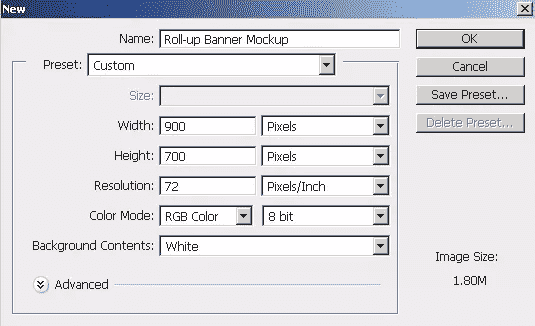 New
Name: Roll-up Banner Mockup
OK
Preset: Custom
Cancel
Size:
Save Preset...
Width: 900 Pixels
Delete Preset...
Height: 700 Pixels
Resolution: 72 Pixels/Inch
Color Mode: RGB Color 8 bit
Background Contents: White
Image Size:
1.80M
Advanced